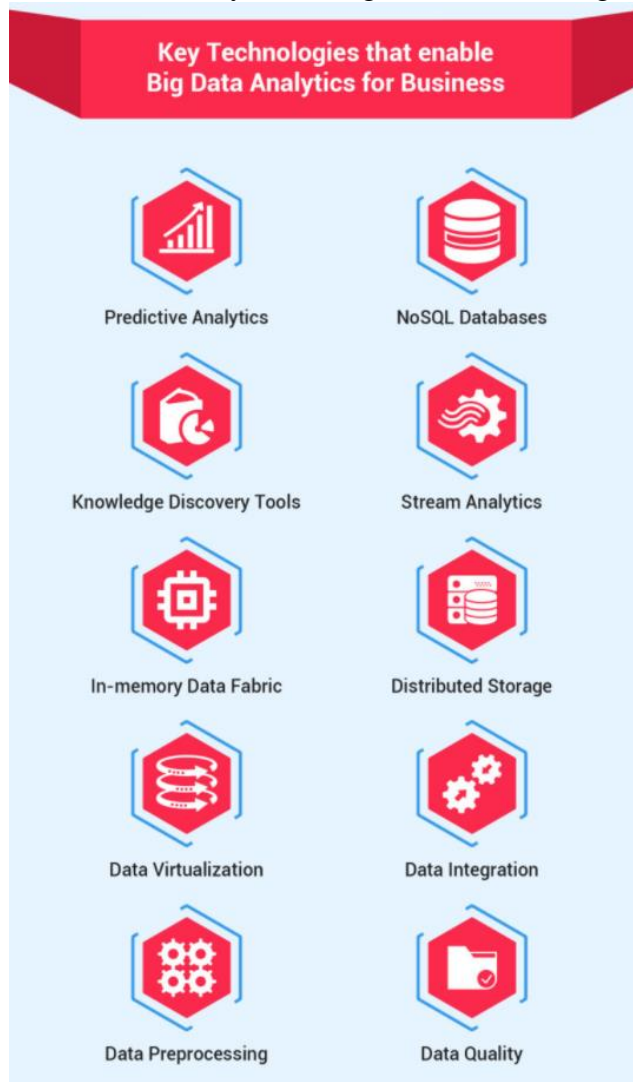 Key Technologies that enable
Big Data Analytics for Business
Predictive Analytics
NoSQL Databases
Knowledge Discovery Tools
Stream Analytics
In-memory Data Fabric
Distributed Storage
Data Virtualization
Data Integration
Data Preprocessing
Data Quality